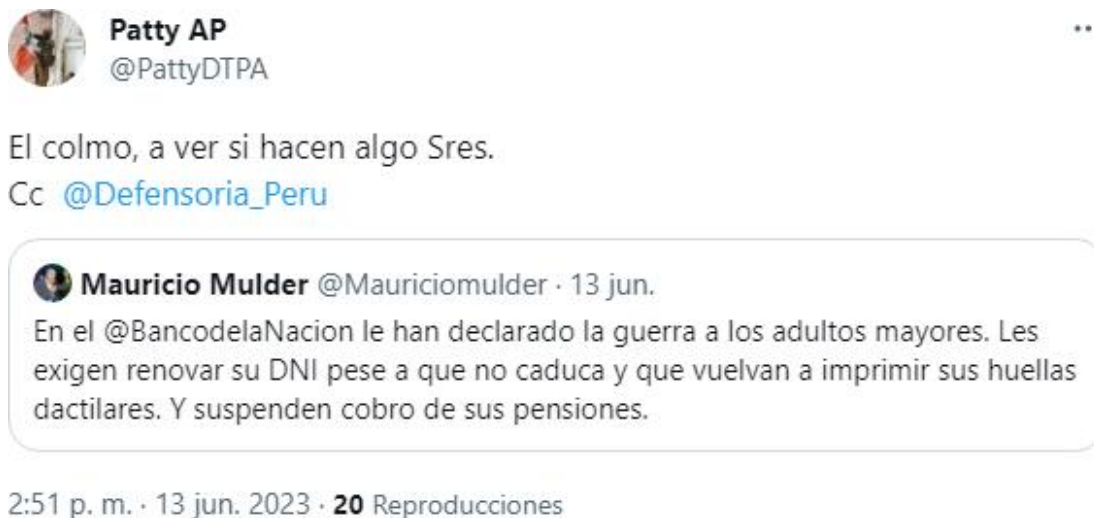 Patty AP
@PattyDTPA
El colmo, a ver si hacen algo Sres.
Cc @Defensoria_Peru
Mauricio Mulder @Mauriciomulder · 13 jun.
En el @BancodelaNacion le han declarado la guerra a los adultos mayores. Les
exigen renovar su DNI pese a que no caduca y que vuelvan a imprimir sus huellas
dactilares. Y suspenden cobro de sus pensiones.
2:51 p. m. · 13 jun. 2023 · 20 Reproducciones